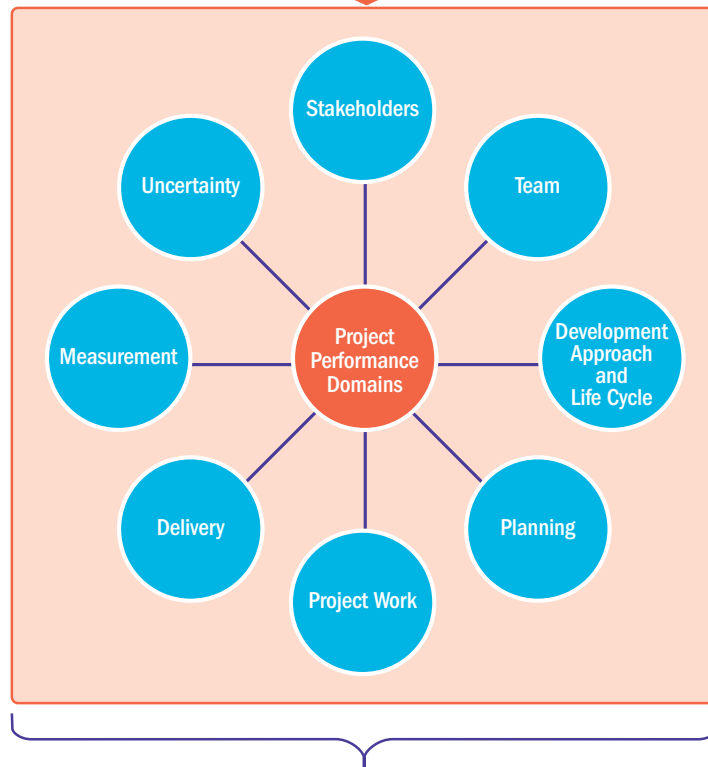 Stakeholders
Team
Development
Approach
and
Life Cycle
Planning
Project Work
Delivery
Measurement
Uncertainty
Project
Performance
Domains